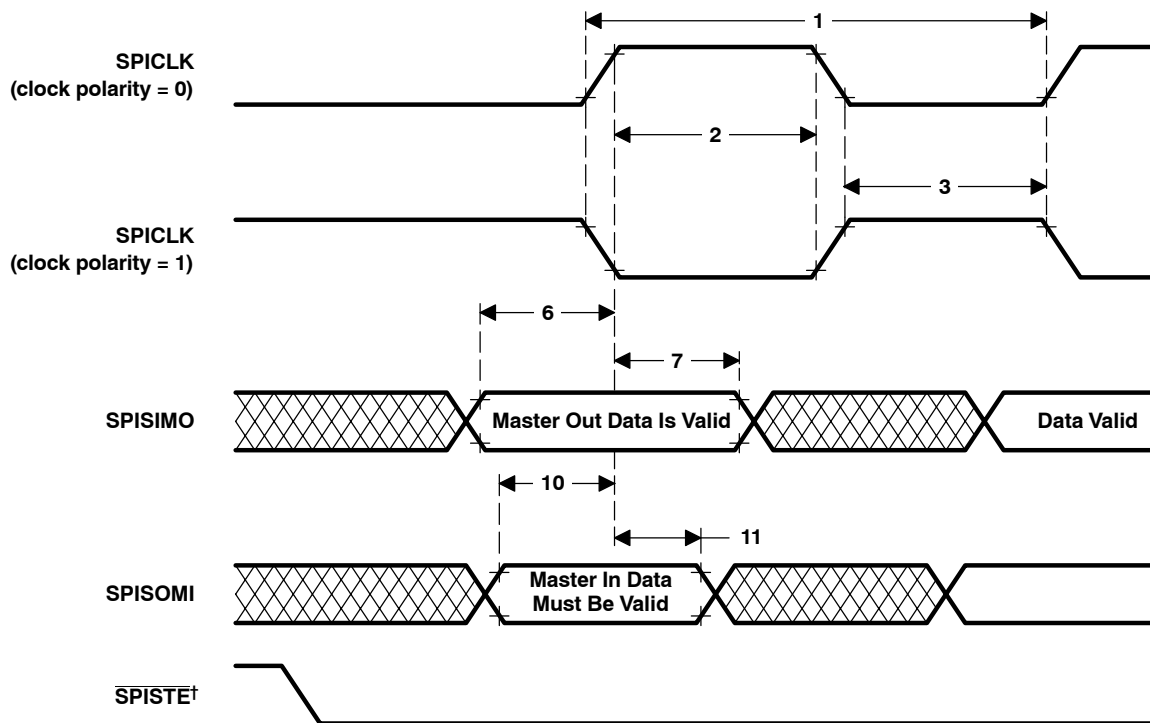 1
SPICLK
(clock polarity = 0)
2
3
SPICLK
(clock polarity = 1)
6
7
SPISIMO
Master Out Data Is Valid
Data Valid
10
11
SPISOMI
Master In Data
Must Be Valid
SPISTE†